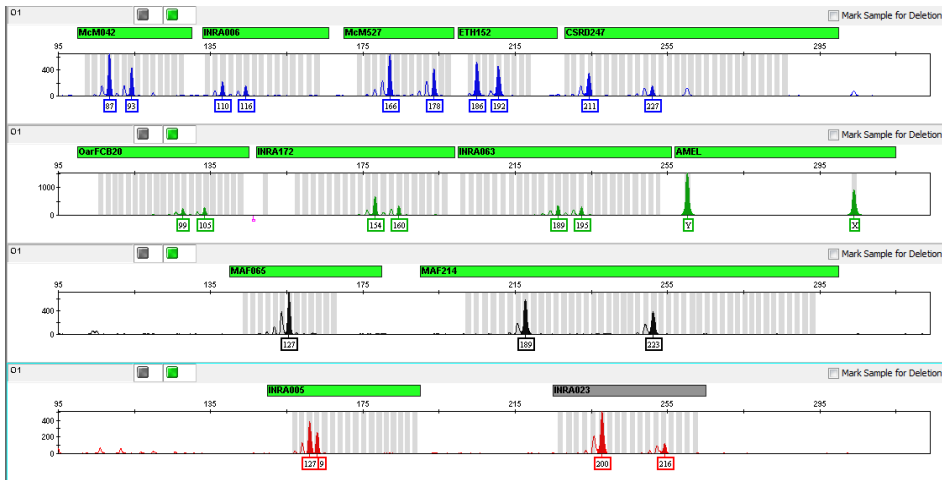 O1 Mark Sample for Deletion
McM042 INRA006 McM527 ETH152 CSRD247
95 135 175 215 255 295
400
0
87 93 110 116 166 178 186 192 211 227
O1 Mark Sample for Deletion
OarFCB20 INRA172 INRA063 AMEL
95 135 175 215 255 295
1000
0
99 105 154 160 189 195 Y X
O1 Mark Sample for Deletion
MAF065 MAF214
95 135 175 215 255 295
400
0
127 189 223
O1 Mark Sample for Deletion
INRA005 INRA023
95 135 175 215 255 295
400
200
0
127 9 200 216